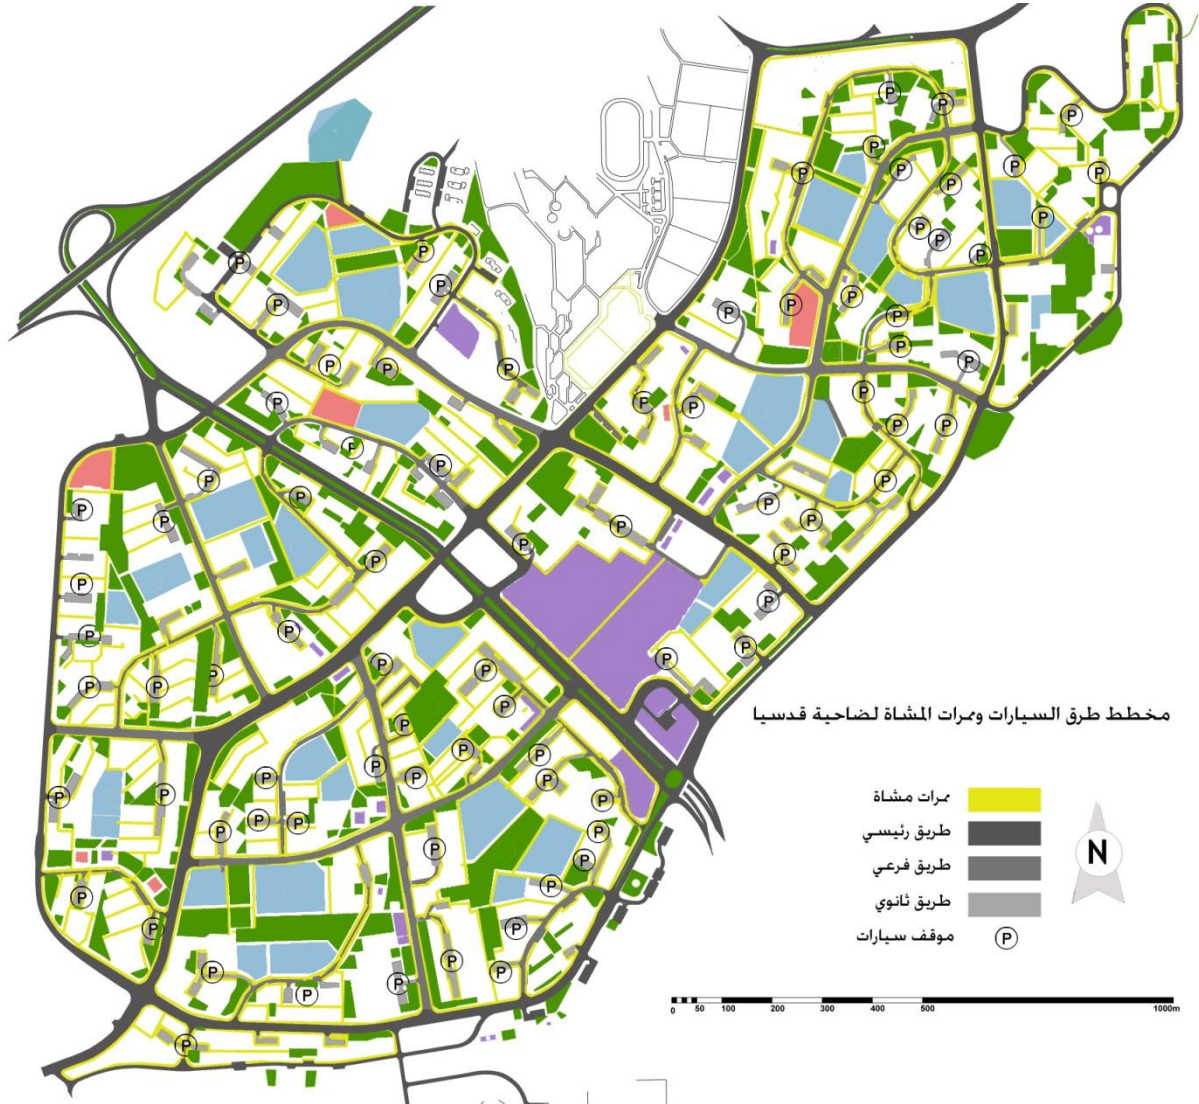 مخطط طرق السيارات وممرات المشاة لضاحية قدسيا
ممرات مشاة
طريق رئيسي
طريق فرعي
طريق ثانوي
موقف سيارات
P
N
0 50 100 200 300 400 500 1000m